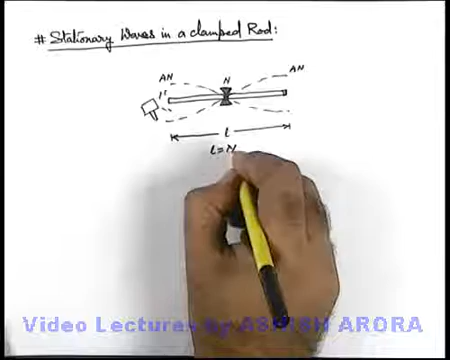 # Stationary Waves in a clamped Rod:
AN N AN
l
l = N
Video Lectures by ASHISH ARORA